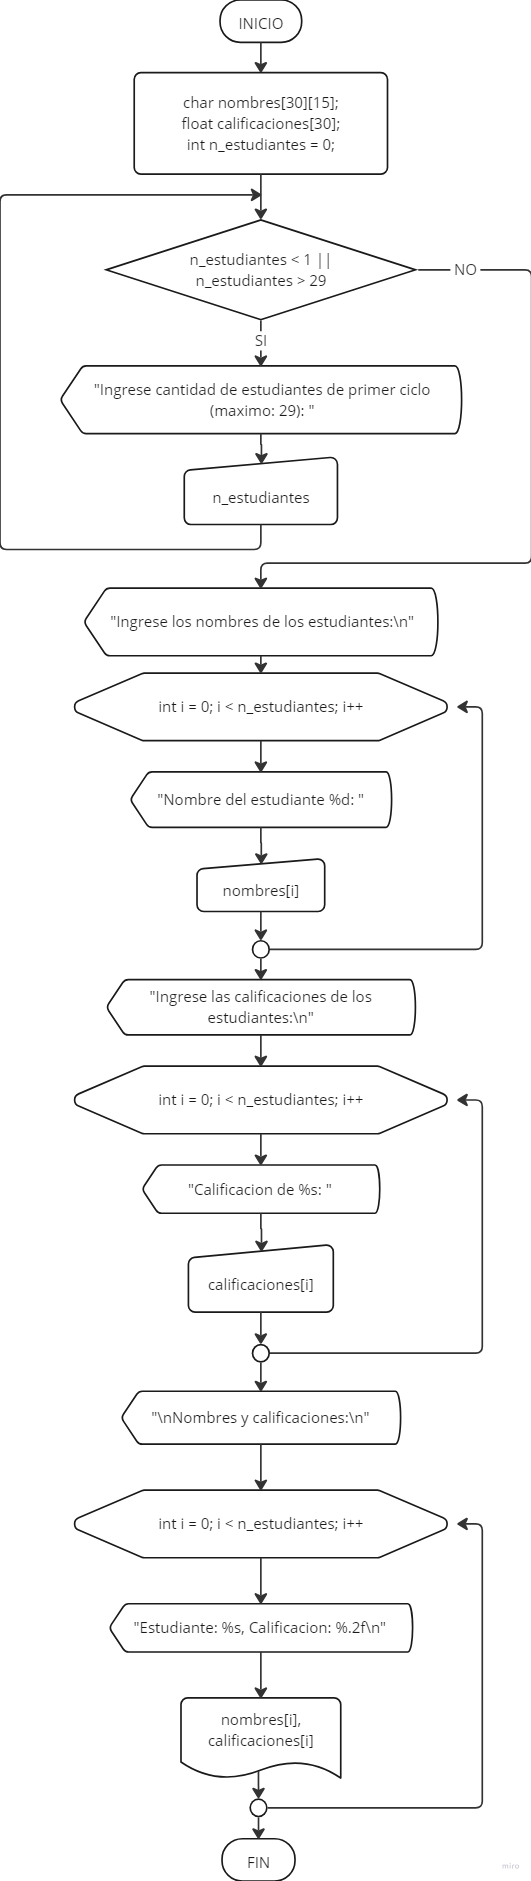 INICIO
char nombres[30][15];
float calificaciones[30];
int n_estudiantes = 0;
n_estudiantes < 1 ||
n_estudiantes > 29
NO
SI
"Ingrese cantidad de estudiantes de primer ciclo
(maximo: 29): "
n_estudiantes
"Ingrese los nombres de los estudiantes:\n"
int i = 0; i < n_estudiantes; i++
"Nombre del estudiante %d: "
nombres[i]
"Ingrese las calificaciones de los
estudiantes:\n"
int i = 0; i < n_estudiantes; i++
"Calificacion de %s: "
calificaciones[i]
"\nNombres y calificaciones:\n"
int i = 0; i < n_estudiantes; i++
"Estudiante: %s, Calificacion: %.2f\n"
nombres[i],
calificaciones[i]
FIN
miro